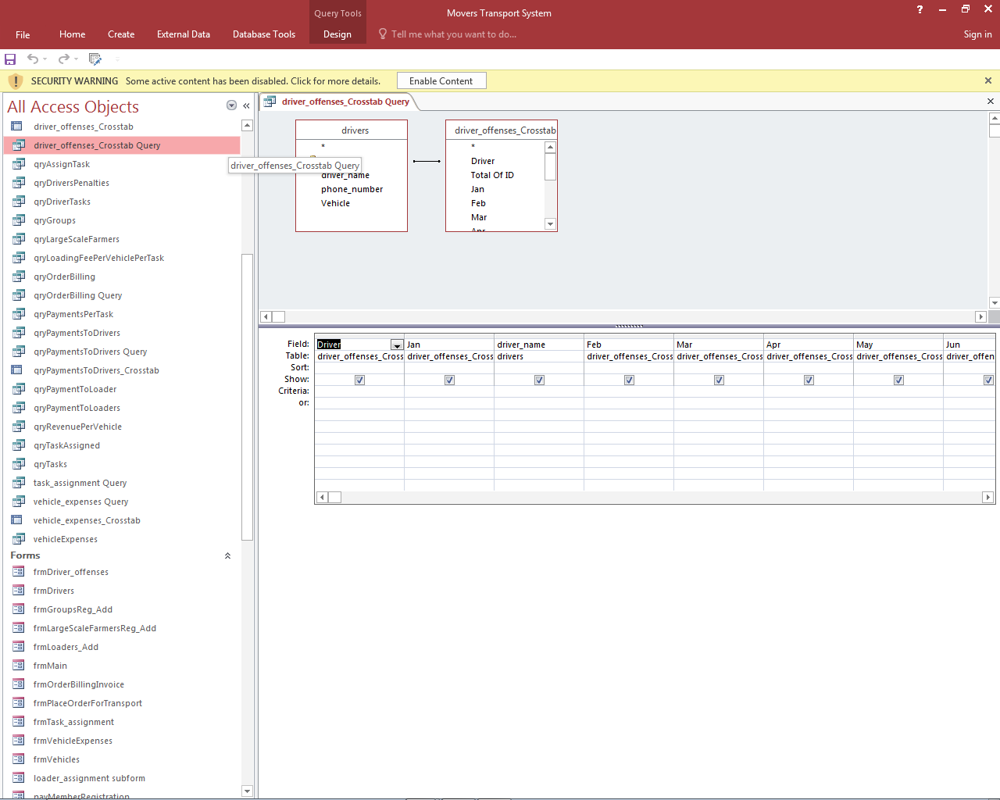 Query Tools
Movers Transport System
?
File
Home
Create
External Data
Database Tools
Design
Tell me what you want to do...
Sign in
SECURITY WARNING Some active content has been disabled. Click for more details.
Enable Content
All Access Objects
driver_offenses_Crosstab
driver_offenses_Crosstab Query
qryAssignTask
qryDriversPenalties
qryDriverTasks
qryGroups
qryLargeScaleFarmers
qryLoadingFeePerVehiclePerTask
qryOrderBilling
qryOrderBilling Query
qryPaymentsPerTask
qryPaymentsToDrivers
qryPaymentsToDrivers Query
qryPaymentsToDrivers_Crosstab
qryPaymentToLoader
qryPaymentToLoaders
qryRevenuePerVehicle
qryTaskAssigned
qryTasks
task_assignment Query
vehicle_expenses Query
vehicle_expenses_Crosstab
vehicleExpenses
Forms
frmDriver_offenses
frmDrivers
frmGroupsReg_Add
frmLargeScaleFarmersReg_Add
frmLoaders_Add
frmMain
frmOrderBillingInvoice
frmPlaceOrderForTransport
frmTask_assignment
frmVehicleExpenses
frmVehicles
loader_assignment subform
navMemberRegistration
driver_offenses_Crosstab Query
driver_offenses_Crosstab Query
drivers
*
driver_name
phone_number
Vehicle
driver_offenses_Crosstab
*
Driver
Total Of ID
Jan
Feb
Mar
Apr
Field: Driver Jan driver_name Feb Mar Apr May Jun
Table: driver_offenses_Cross driver_offenses_Cross drivers driver_offenses_Cross driver_offenses_Cross driver_offenses_Cross driver_offenses_Cross driver_offen
Sort:
Show:
Criteria:
or: